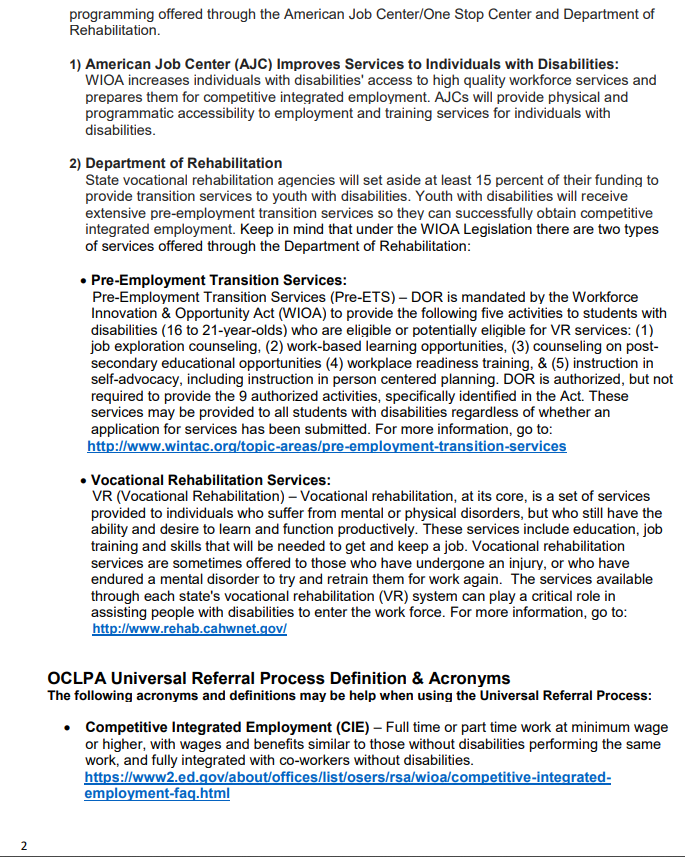 programming offered through the American Job Center/One Stop Center and Department of
Rehabilitation.
1) American Job Center (AJC) Improves Services to Individuals with Disabilities:
WIOA increases individuals with disabilities' access to high quality workforce services and
prepares them for competitive integrated employment. AJCs will provide physical and
programmatic accessibility to employment and training services for individuals with
disabilities.
2) Department of Rehabilitation
State vocational rehabilitation agencies will set aside at least 15 percent of their funding to
provide transition services to youth with disabilities. Youth with disabilities will receive
extensive pre-employment transition services so they can successfully obtain competitive
integrated employment. Keep in mind that under the WIOA Legislation there are two types
of services offered through the Department of Rehabilitation:
• Pre-Employment Transition Services:
Pre-Employment Transition Services (Pre-ETS) – DOR is mandated by the Workforce
Innovation & Opportunity Act (WIOA) to provide the following five activities to students with
disabilities (16 to 21-year-olds) who are eligible or potentially eligible for VR services: (1)
job exploration counseling, (2) work-based learning opportunities, (3) counseling on post-
secondary educational opportunities (4) workplace readiness training, & (5) instruction in
self-advocacy, including instruction in person centered planning. DOR is authorized, but not
required to provide the 9 authorized activities, specifically identified in the Act. These
services may be provided to all students with disabilities regardless of whether an
application for services has been submitted. For more information, go to:
http://www.wintac.org/topic-areas/pre-employment-transition-services
• Vocational Rehabilitation Services:
VR (Vocational Rehabilitation) – Vocational rehabilitation, at its core, is a set of services
provided to individuals who suffer from mental or physical disorders, but who still have the
ability and desire to learn and function productively. These services include education, job
training and skills that will be needed to get and keep a job. Vocational rehabilitation
services are sometimes offered to those who have undergone an injury, or who have
endured a mental disorder to try and retrain them for work again. The services available
through each state's vocational rehabilitation (VR) system can play a critical role in
assisting people with disabilities to enter the work force. For more information, go to:
http://www.rehab.cahwnet.gov/
OCLPA Universal Referral Process Definition & Acronyms
The following acronyms and definitions may be help when using the Universal Referral Process:
• Competitive Integrated Employment (CIE) – Full time or part time work at minimum wage
or higher, with wages and benefits similar to those without disabilities performing the same
work, and fully integrated with co-workers without disabilities.
https://www2.ed.gov/about/offices/list/osers/rsa/wioa/competitive-integrated-
employment-faq.html
2